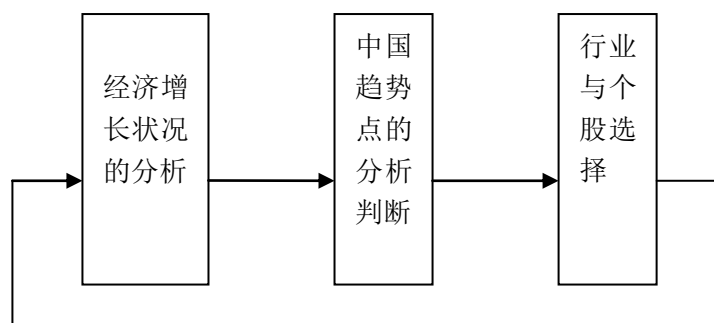 经济增
长状况
的分析
中国
趋势
点的
分析
判断
行业
与个
股选
择